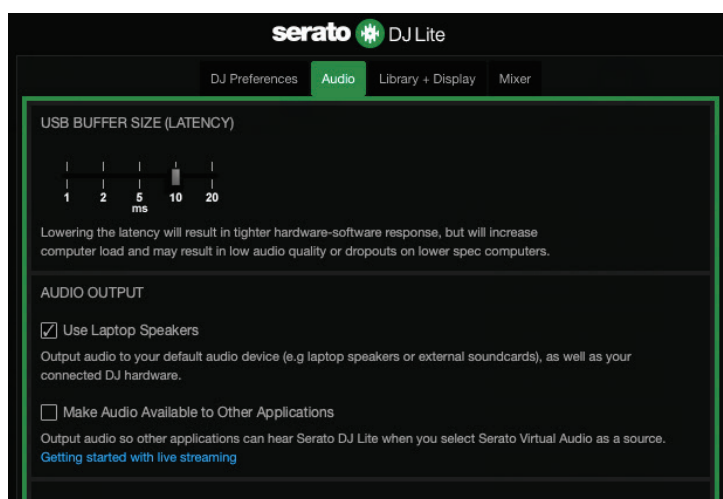 serato DJ Lite
DJ Preferences Audio Library + Display Mixer
USB BUFFER SIZE (LATENCY)
1 2 5 10 20
ms
Lowering the latency will result in tighter hardware-software response, but will increase
computer load and may result in low audio quality or dropouts on lower spec computers.
AUDIO OUTPUT
Use Laptop Speakers
Output audio to your default audio device (e.g laptop speakers or external soundcards), as well as your
connected DJ hardware.
Make Audio Available to Other Applications
Output audio so other applications can hear Serato DJ Lite when you select Serato Virtual Audio as a source.
Getting started with live streaming